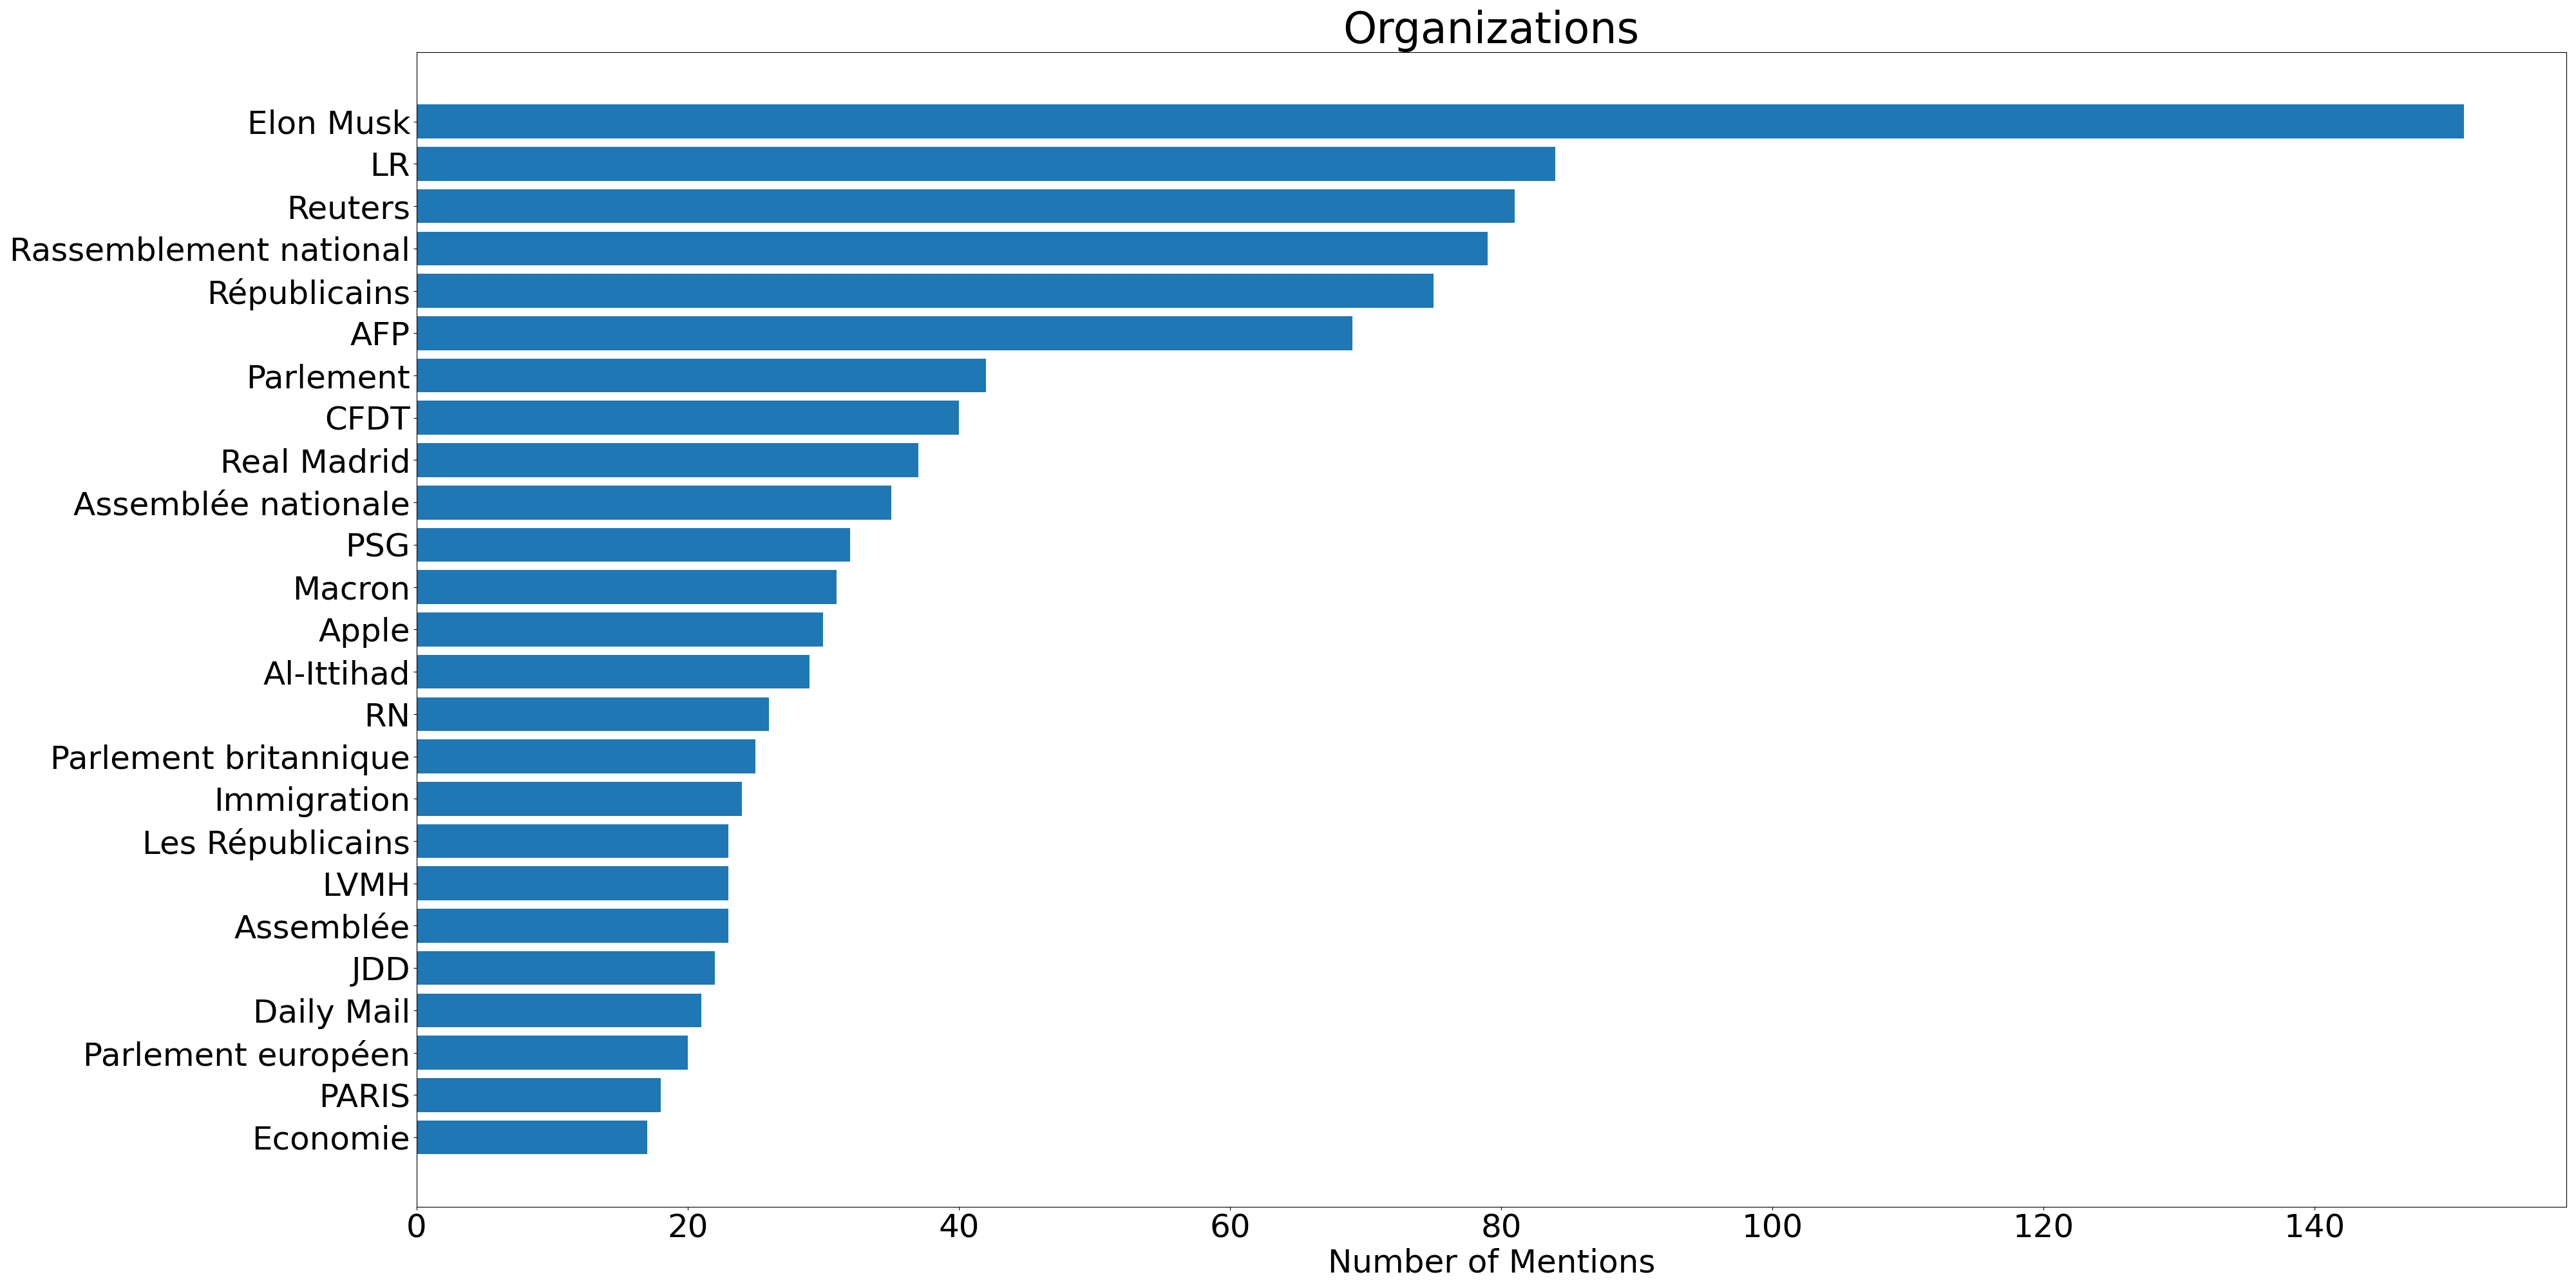 Organizations
Elon Musk
LR
Reuters
Rassemblement national
Républicains
AFP
Parlement
CFDT
Real Madrid
Assemblée nationale
PSG
Macron
Apple
Al-Ittihad
RN
Parlement britannique
Immigration
Les Républicains
LVMH
Assemblée
JDD
Daily Mail
Parlement européen
PARIS
Economie
0 20 40 60 80 100 120 140
Number of Mentions